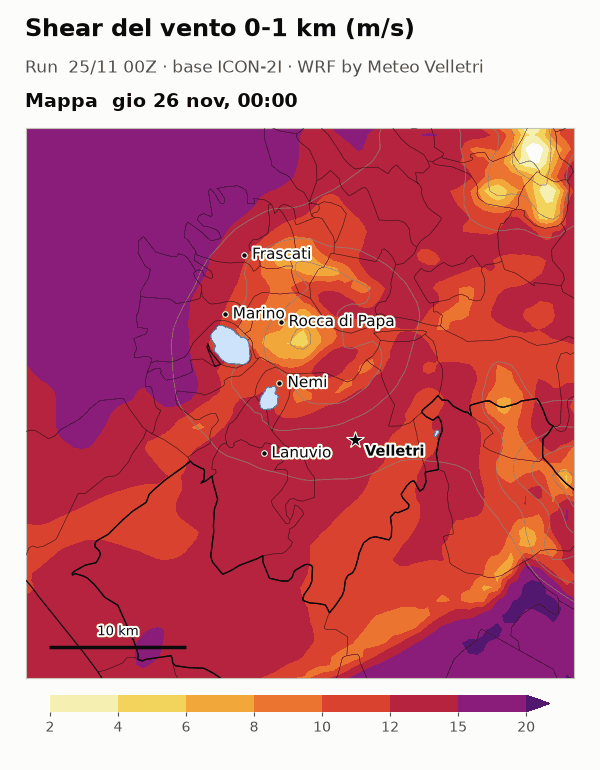 Shear del vento 0-1 km (m/s)
Run  25/11 00Z · base ICON-2I · WRF by Meteo Velletri
Mappa  gio 26 nov, 00:00
Frascati
Marino
Rocca di Papa
Nemi
Velletri
Lanuvio
10 km
2 4 6 8 10 12 15 20